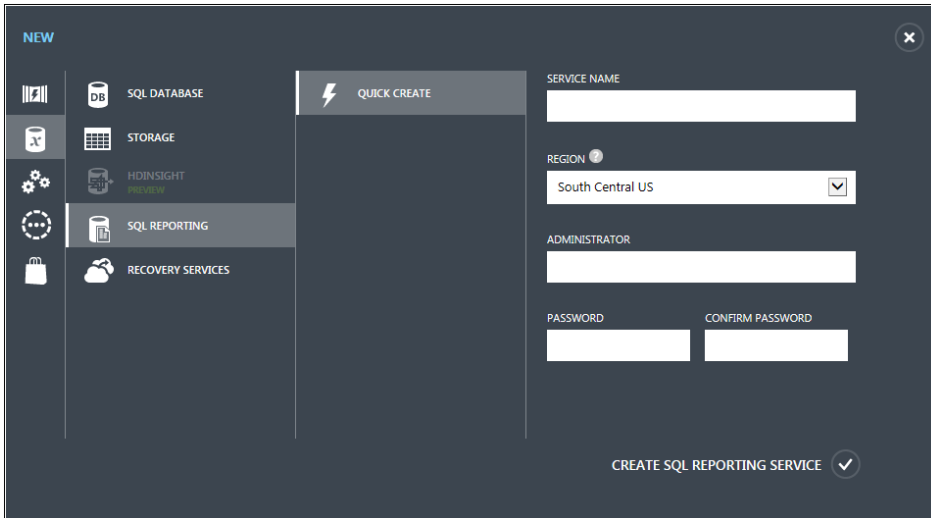 NEW
SQL DATABASE
DB
STORAGE
HDINSIGHT
PREVIEW
SQL REPORTING
RECOVERY SERVICES
QUICK CREATE
SERVICE NAME
REGION ?
South Central US
ADMINISTRATOR
PASSWORD
CONFIRM PASSWORD
CREATE SQL REPORTING SERVICE